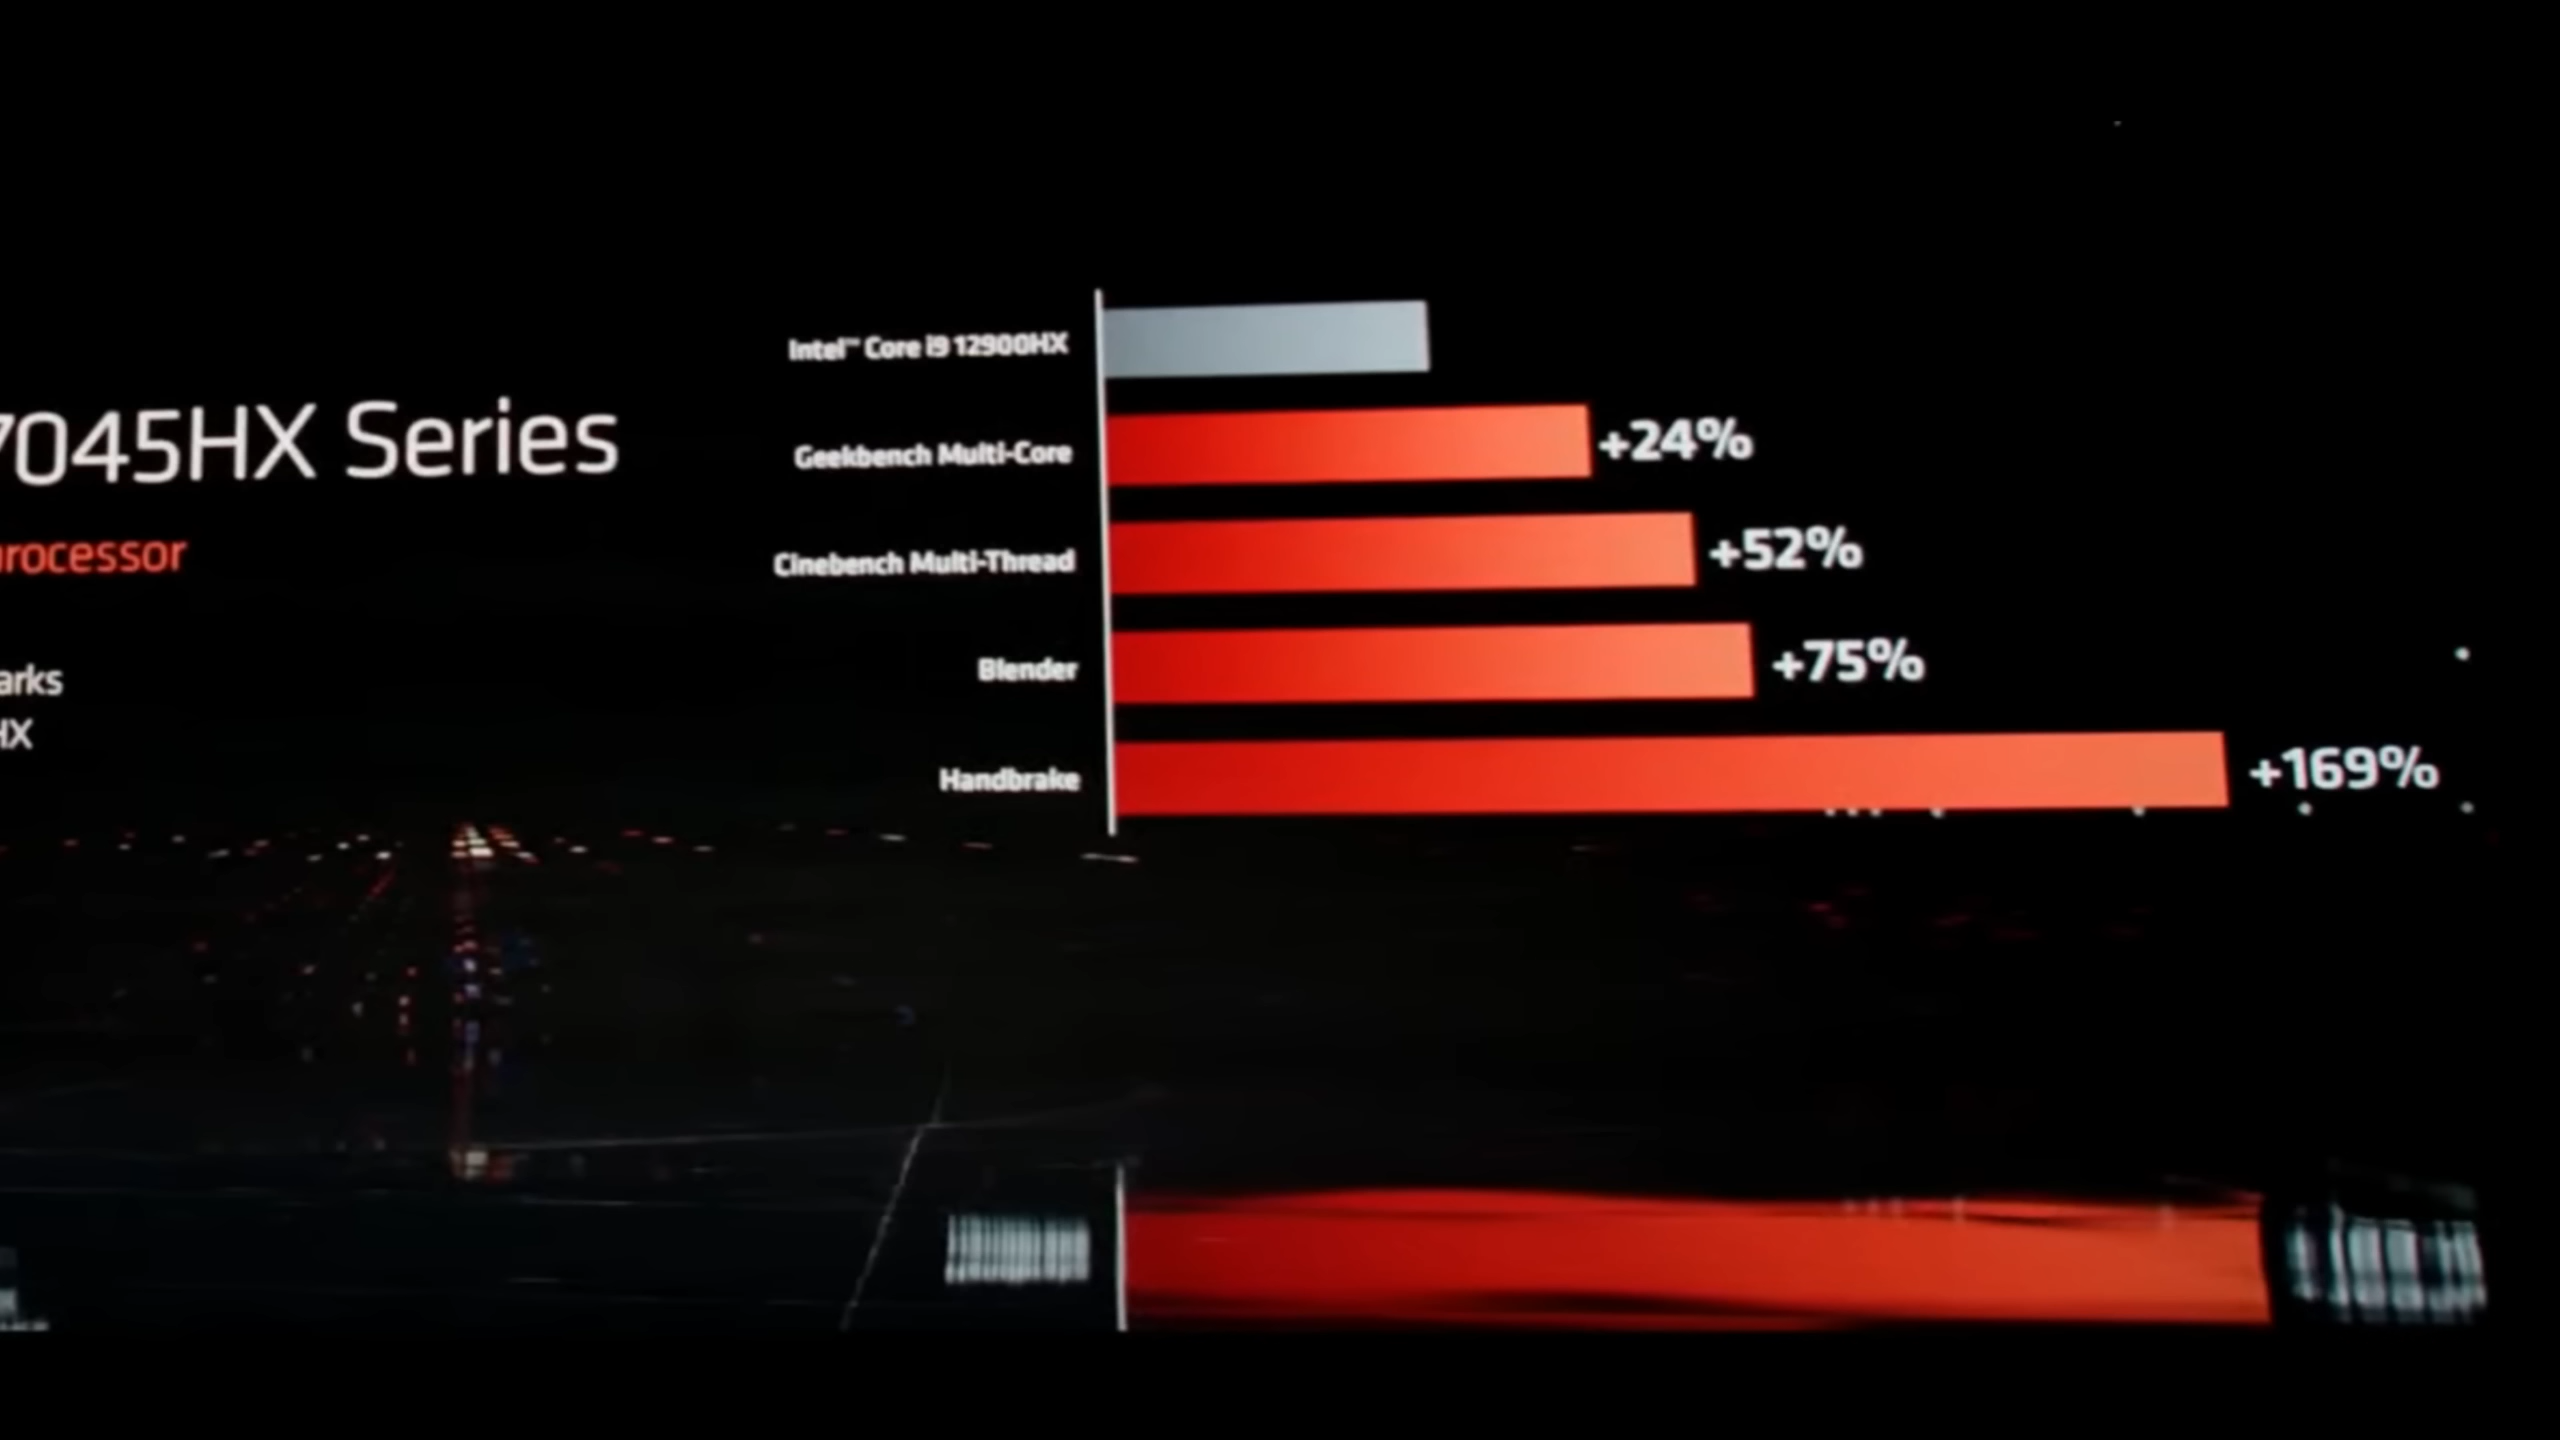 7045HX Series
rocessor
arks
HX
Intel™ Core i9 12900HX
Geekbench Multi-Core
+24%
Cinebench Multi-Thread
+52%
Blender
+75%
Handbrake
+169%